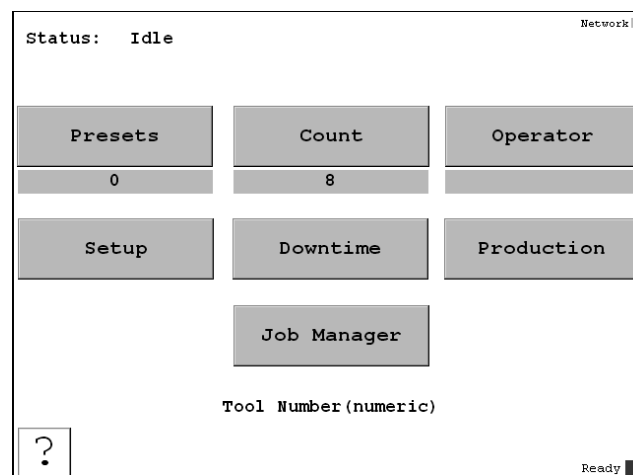 Network
Status: Idle
Presets Count Operator
0 8
Setup Downtime Production
Job Manager
Tool Number(numeric)
?
Ready